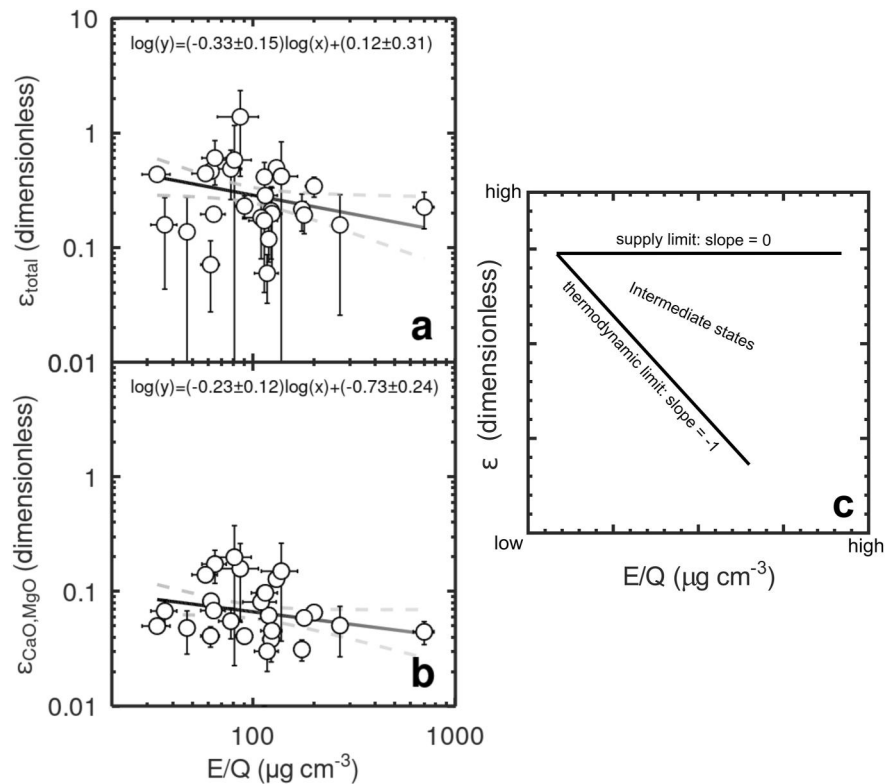 10
log(y)=(-0.33±0.15)log(x)+(0.12±0.31)
1
0.1
0.01
ε_total (dimensionless)
a
log(y)=(-0.23±0.12)log(x)+(-0.73±0.24)
1
0.1
0.01
ε_CaO,MgO (dimensionless)
b
100
1000
E/Q (μg cm⁻³)
high
supply limit: slope = 0
Intermediate states
thermodynamic limit: slope = -1
ε (dimensionless)
c
low
high
E/Q (μg cm⁻³)